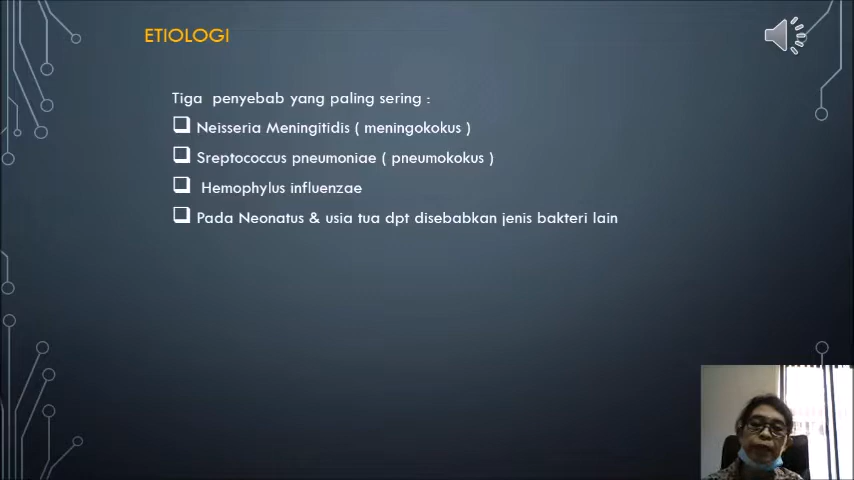 ETIOLOGI
Tiga penyebab yang paling sering :
Neisseria Meningitidis ( meningokokus )
Sreptococcus pneumoniae ( pneumokokus )
Hemophylus influenzae
Pada Neonatus & usia tua dpt disebabkan jenis bakteri lain